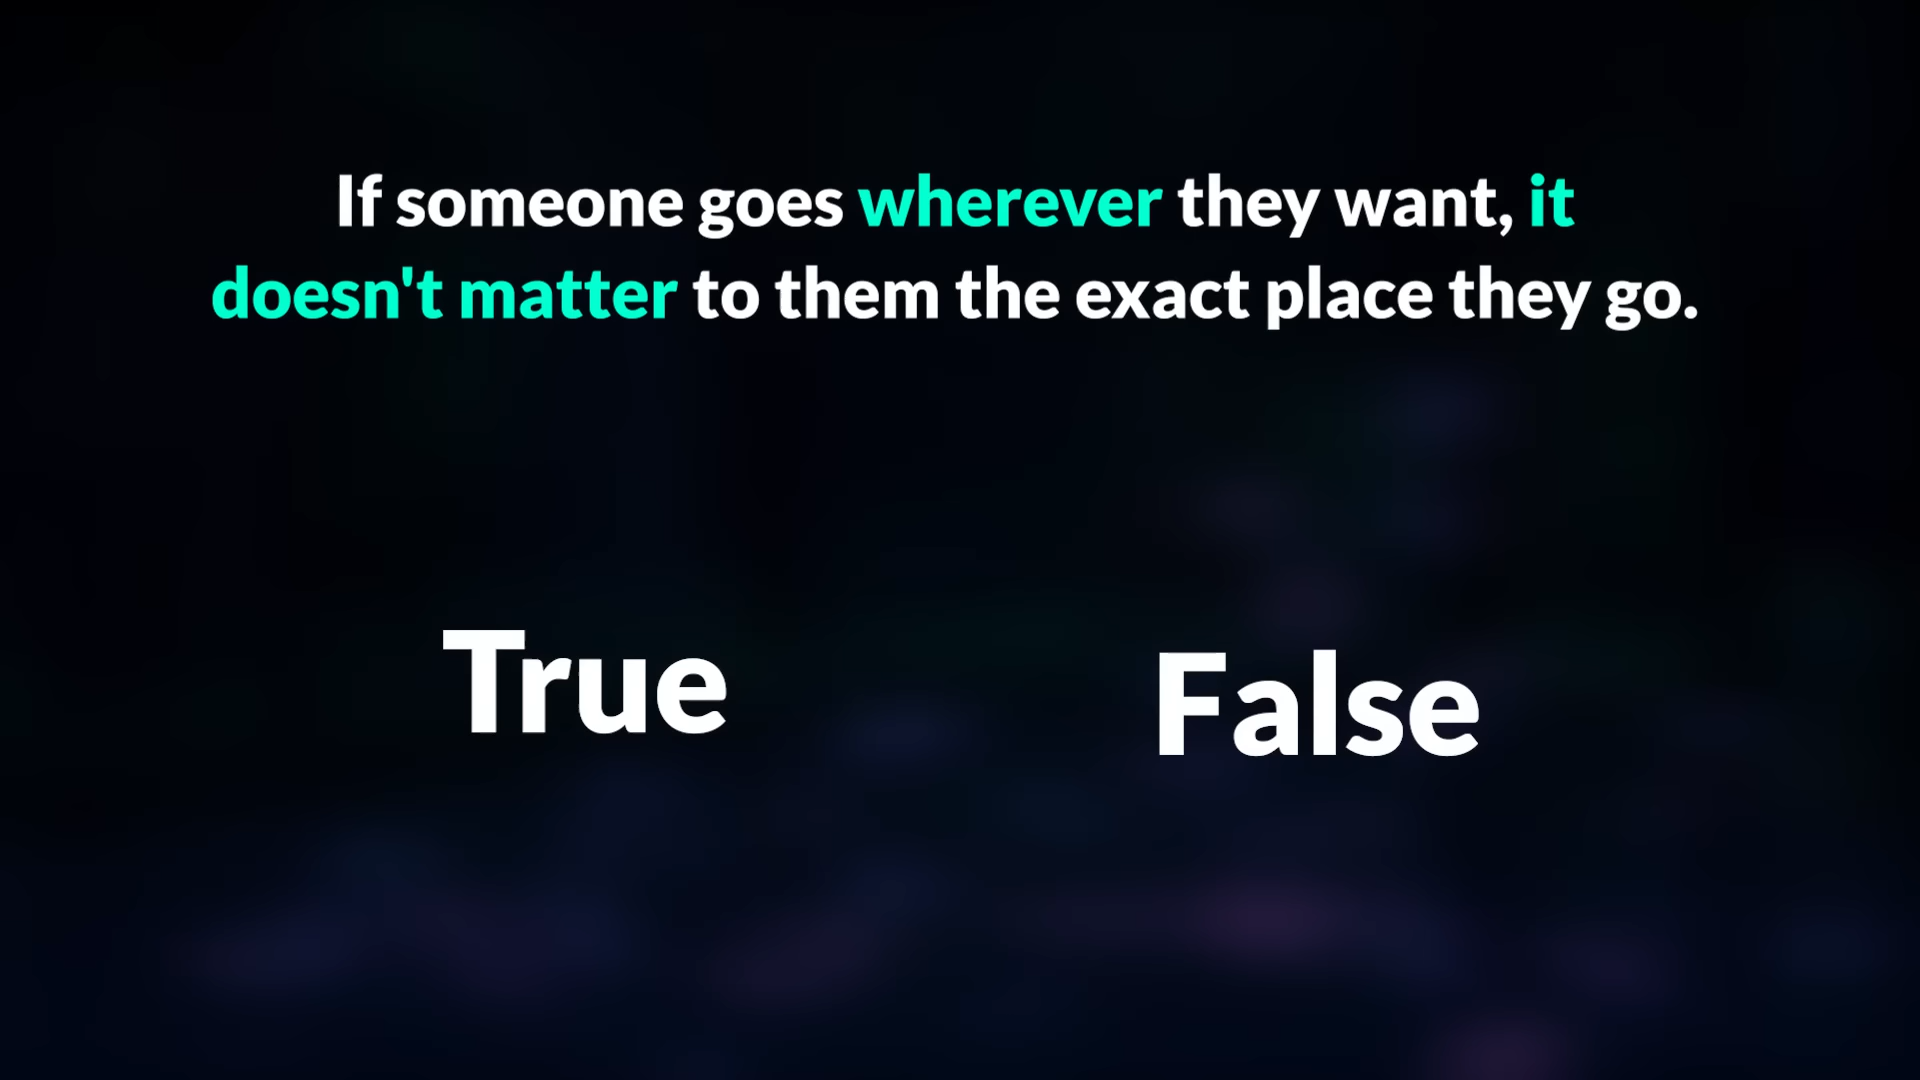 If someone goes wherever they want, it
doesn't matter to them the exact place they go.
True
False